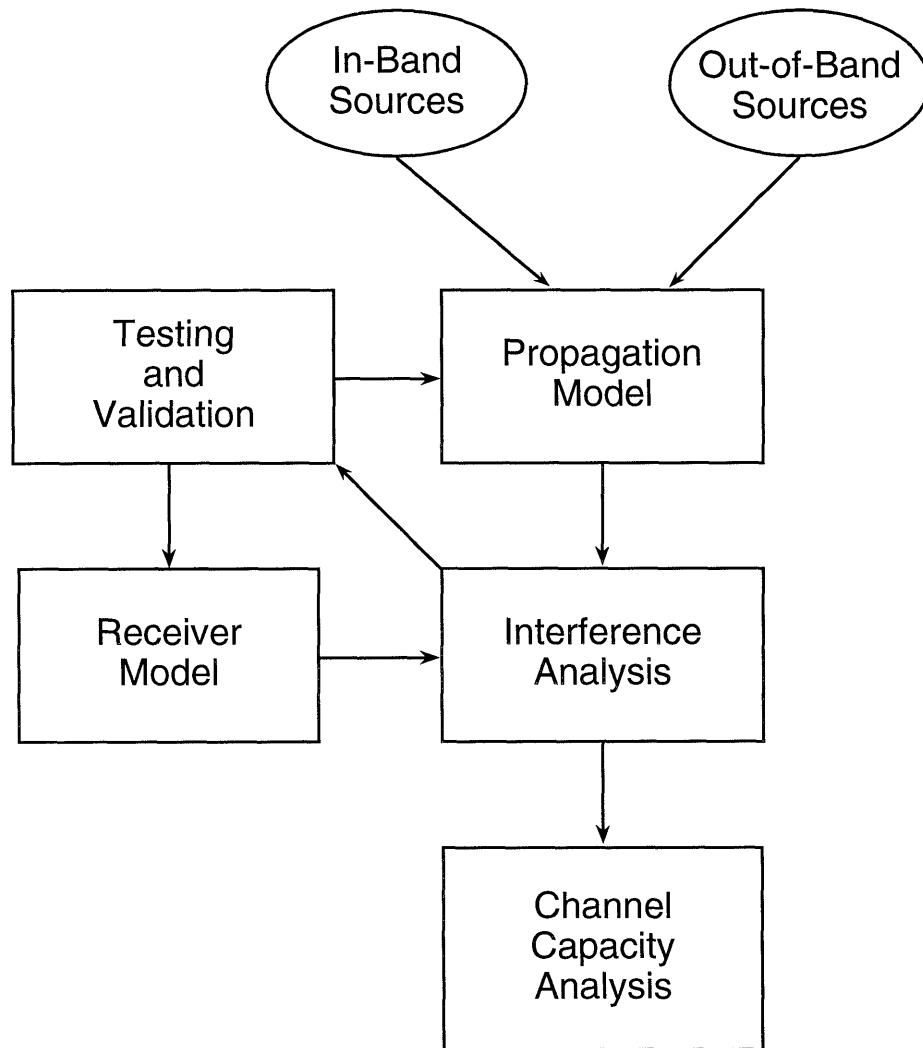 In-Band
Sources
Out-of-Band
Sources
Testing
and
Validation
Propagation
Model
Receiver
Model
Interference
Analysis
Channel
Capacity
Analysis